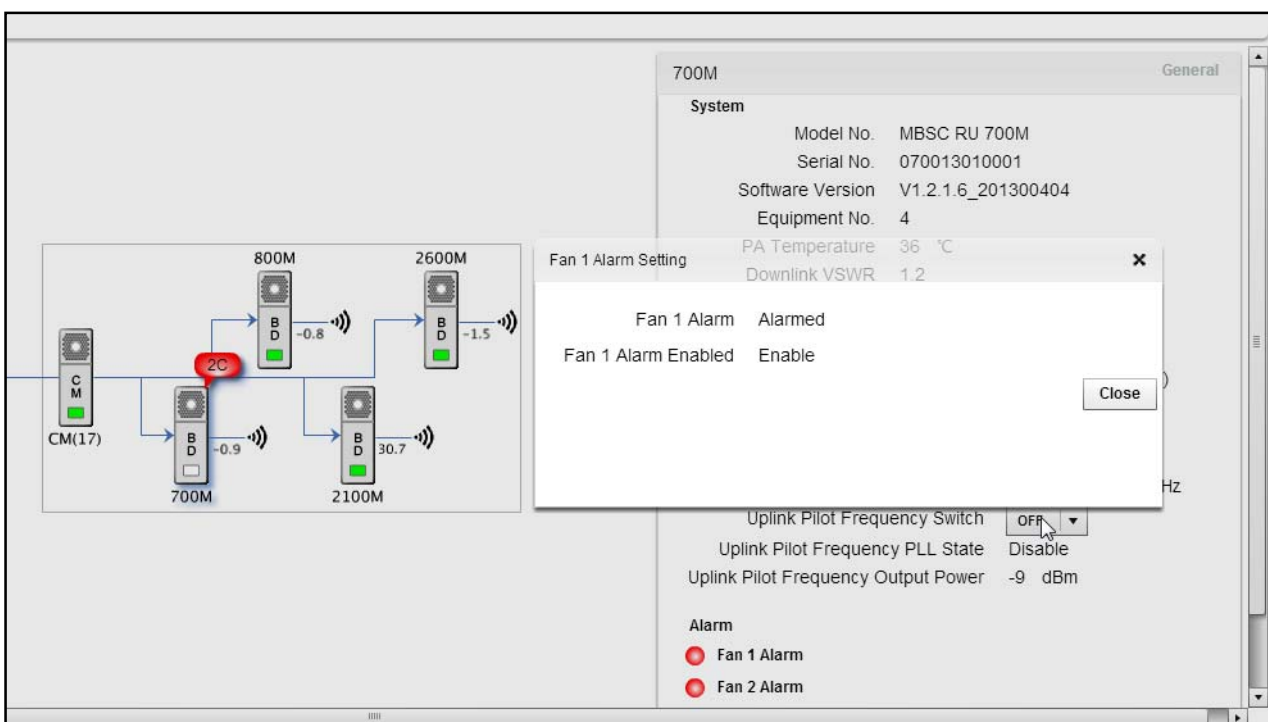 800M
2600M
B
D
-0.8
B
D
-1.5
2C
C
M
CM(17)
B
D
-0.9
700M
B
D
30.7
2100M
700M
General
System
Model No. MBSC RU 700M
Serial No. 070013010001
Software Version V1.2.1.6_201300404
Equipment No. 4
PA Temperature 36 ℃
Downlink VSWR 1.2
Fan 1 Alarm Setting
Fan 1 Alarm Alarmed
Fan 1 Alarm Enabled Enable
)
Close
Hz
Uplink Pilot Frequency Switch OFF
Uplink Pilot Frequency PLL State Disable
Uplink Pilot Frequency Output Power -9 dBm
Alarm
Fan 1 Alarm
Fan 2 Alarm